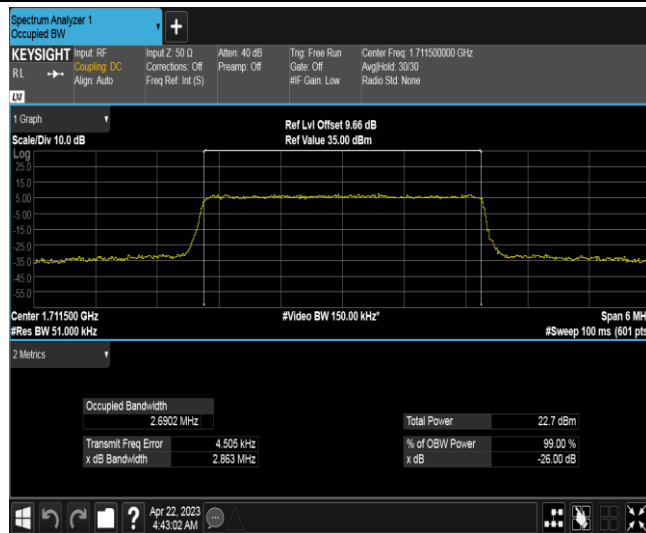 Spectrum Analyzer 1
Occupied BW
+
KEYSIGHT
RL
Input: RF
Coupling: DC
Align: Auto
Input Z: 50 Ω
Corrections: Off
Freq Ref: Int (S)
Atten: 40 dB
Preamp: Off
Trig: Free Run
Gate: Off
#IF Gain: Low
Center Freq: 1.711500000 GHz
Avg|Hold: 30/30
Radio Std: None
1 Graph
Scale/Div 10.0 dB
Ref Lvl Offset 9.66 dB
Ref Value 35.00 dBm
Log
25.0
15.0
5.00
-5.00
-15.0
-25.0
-35.0
-45.0
-55.0
Center 1.711500 GHz
#Res BW 51.000 kHz
#Video BW 150.00 kHz*
Span 6 MH
#Sweep 100 ms (601 pts
2 Metrics
Occupied Bandwidth
2.6902 MHz
Transmit Freq Error 4.505 kHz
x dB Bandwidth 2.863 MHz
Total Power 22.7 dBm
% of OBW Power 99.00 %
x dB -26.00 dB
?
Apr 22, 2023
4:43:02 AM